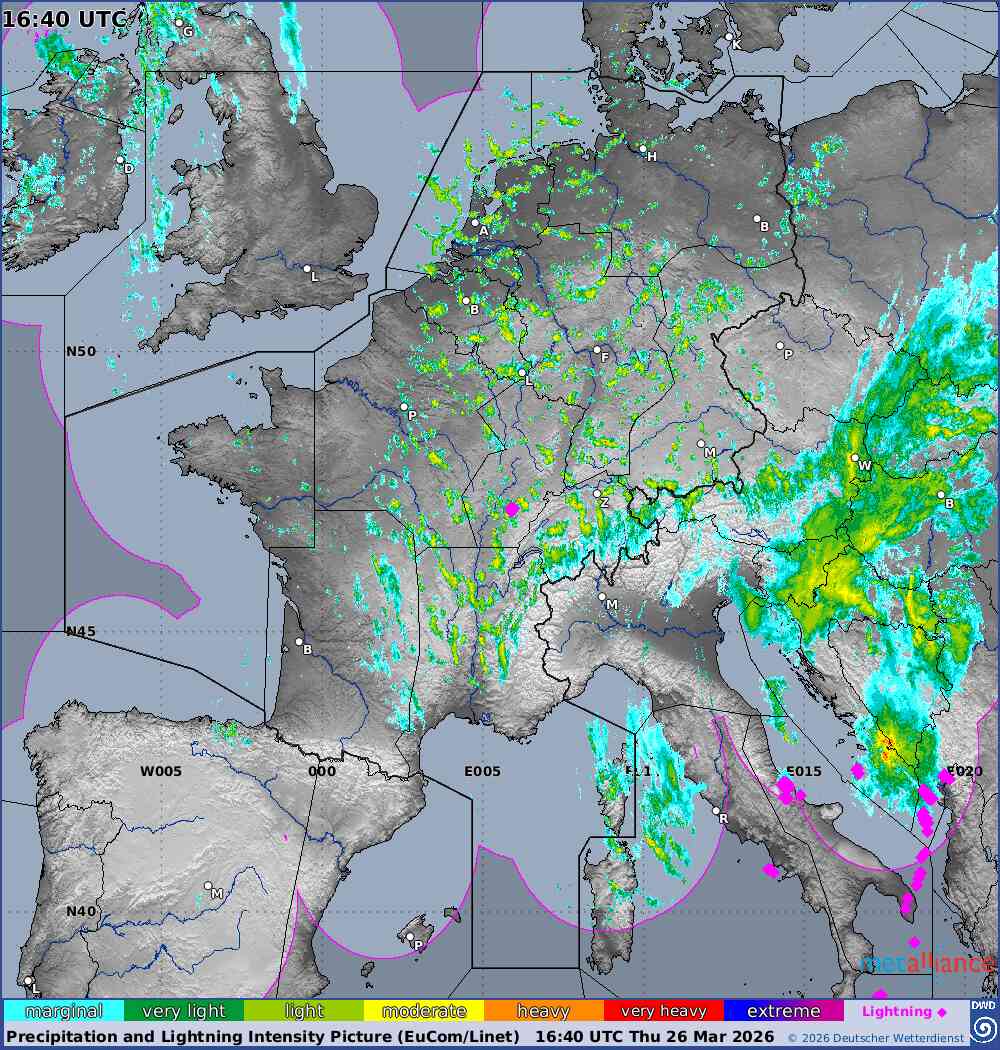 16:40 UTC
G
K
D
H
A
B
L
B
N50
F
P
L
P
M
W
Z
B
M
N45
B
W005
000
E005
E11
E015
E020
R
M
N40
P
L
metalliance
marginal very light light moderate heavy very heavy extreme Lightning
DWD
Precipitation and Lightning Intensity Picture (EuCom/Linet) 16:40 UTC Thu 26 Mar 2026 © 2026 Deutscher Wetterdienst